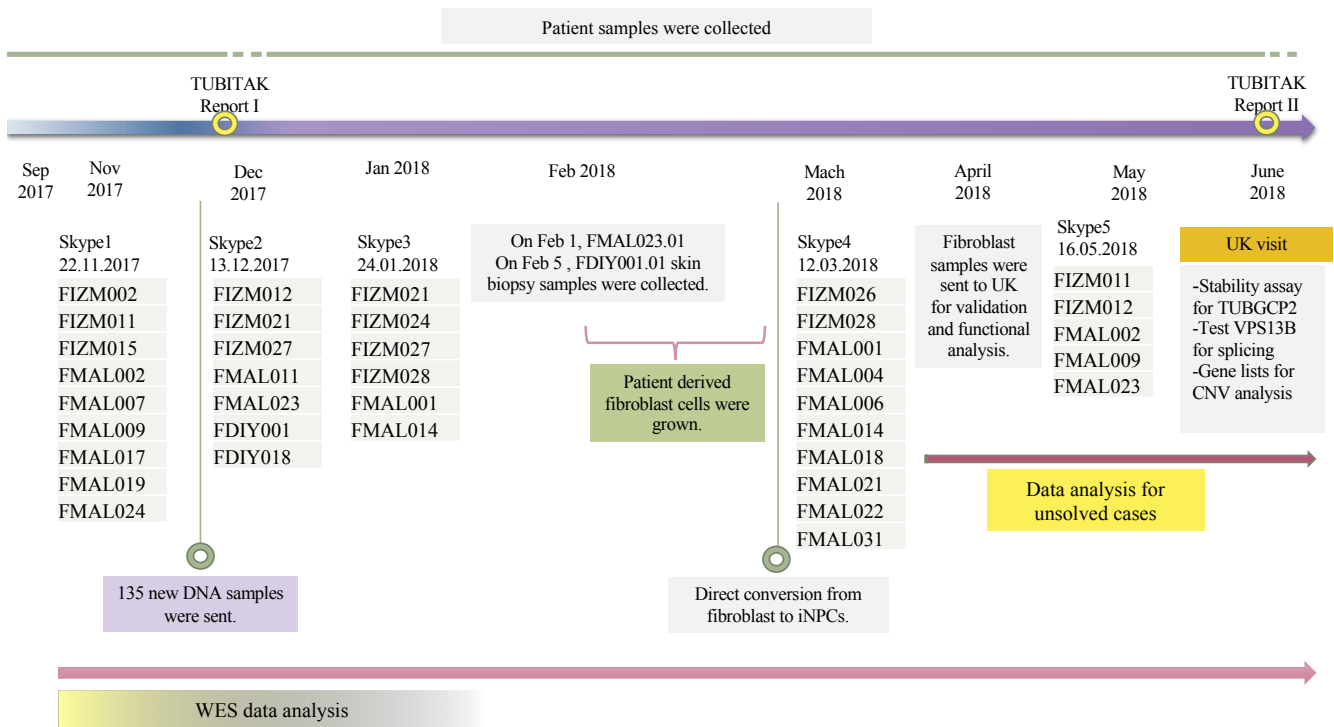 Patient samples were collected
TUBITAK
Report I
TUBITAK
Report II
Sep
2017
Nov
2017
Dec
2017
Jan 2018
Feb 2018
Mach
2018
April
2018
May
2018
June
2018
Skype1
22.11.2017
FIZM002
FIZM011
FIZM015
FMAL002
FMAL007
FMAL009
FMAL017
FMAL019
FMAL024
Skype2
13.12.2017
FIZM012
FIZM021
FIZM027
FMAL011
FMAL023
FDIY001
FDIY018
Skype3
24.01.2018
FIZM021
FIZM024
FIZM027
FIZM028
FMAL001
FMAL014
On Feb 1, FMAL023.01
On Feb 5 , FDIY001.01 skin
biopsy samples were collected.
Patient derived
fibroblast cells were
grown.
Skype4
12.03.2018
FIZM026
FIZM028
FMAL001
FMAL004
FMAL006
FMAL014
FMAL018
FMAL021
FMAL022
FMAL031
Fibroblast
samples were
sent to UK
for validation
and functional
analysis.
Skype5
16.05.2018
FIZM011
FIZM012
FMAL002
FMAL009
FMAL023
UK visit
-Stability assay
for TUBGCP2
-Test VPS13B
for splicing
-Gene lists for
CNV analysis
Data analysis for
unsolved cases
135 new DNA samples
were sent.
Direct conversion from
fibroblast to iNPCs.
WES data analysis